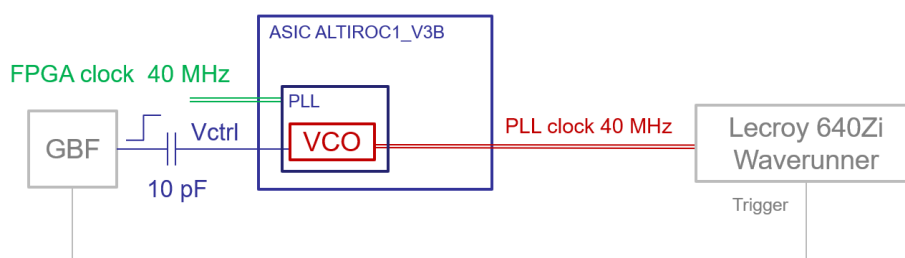 ASIC ALTIROC1_V3B
FPGA clock 40 MHz
PLL
GBF
Vctrl
VCO
PLL clock 40 MHz
Lecroy 640Zi
Waverunner
10 pF
Trigger